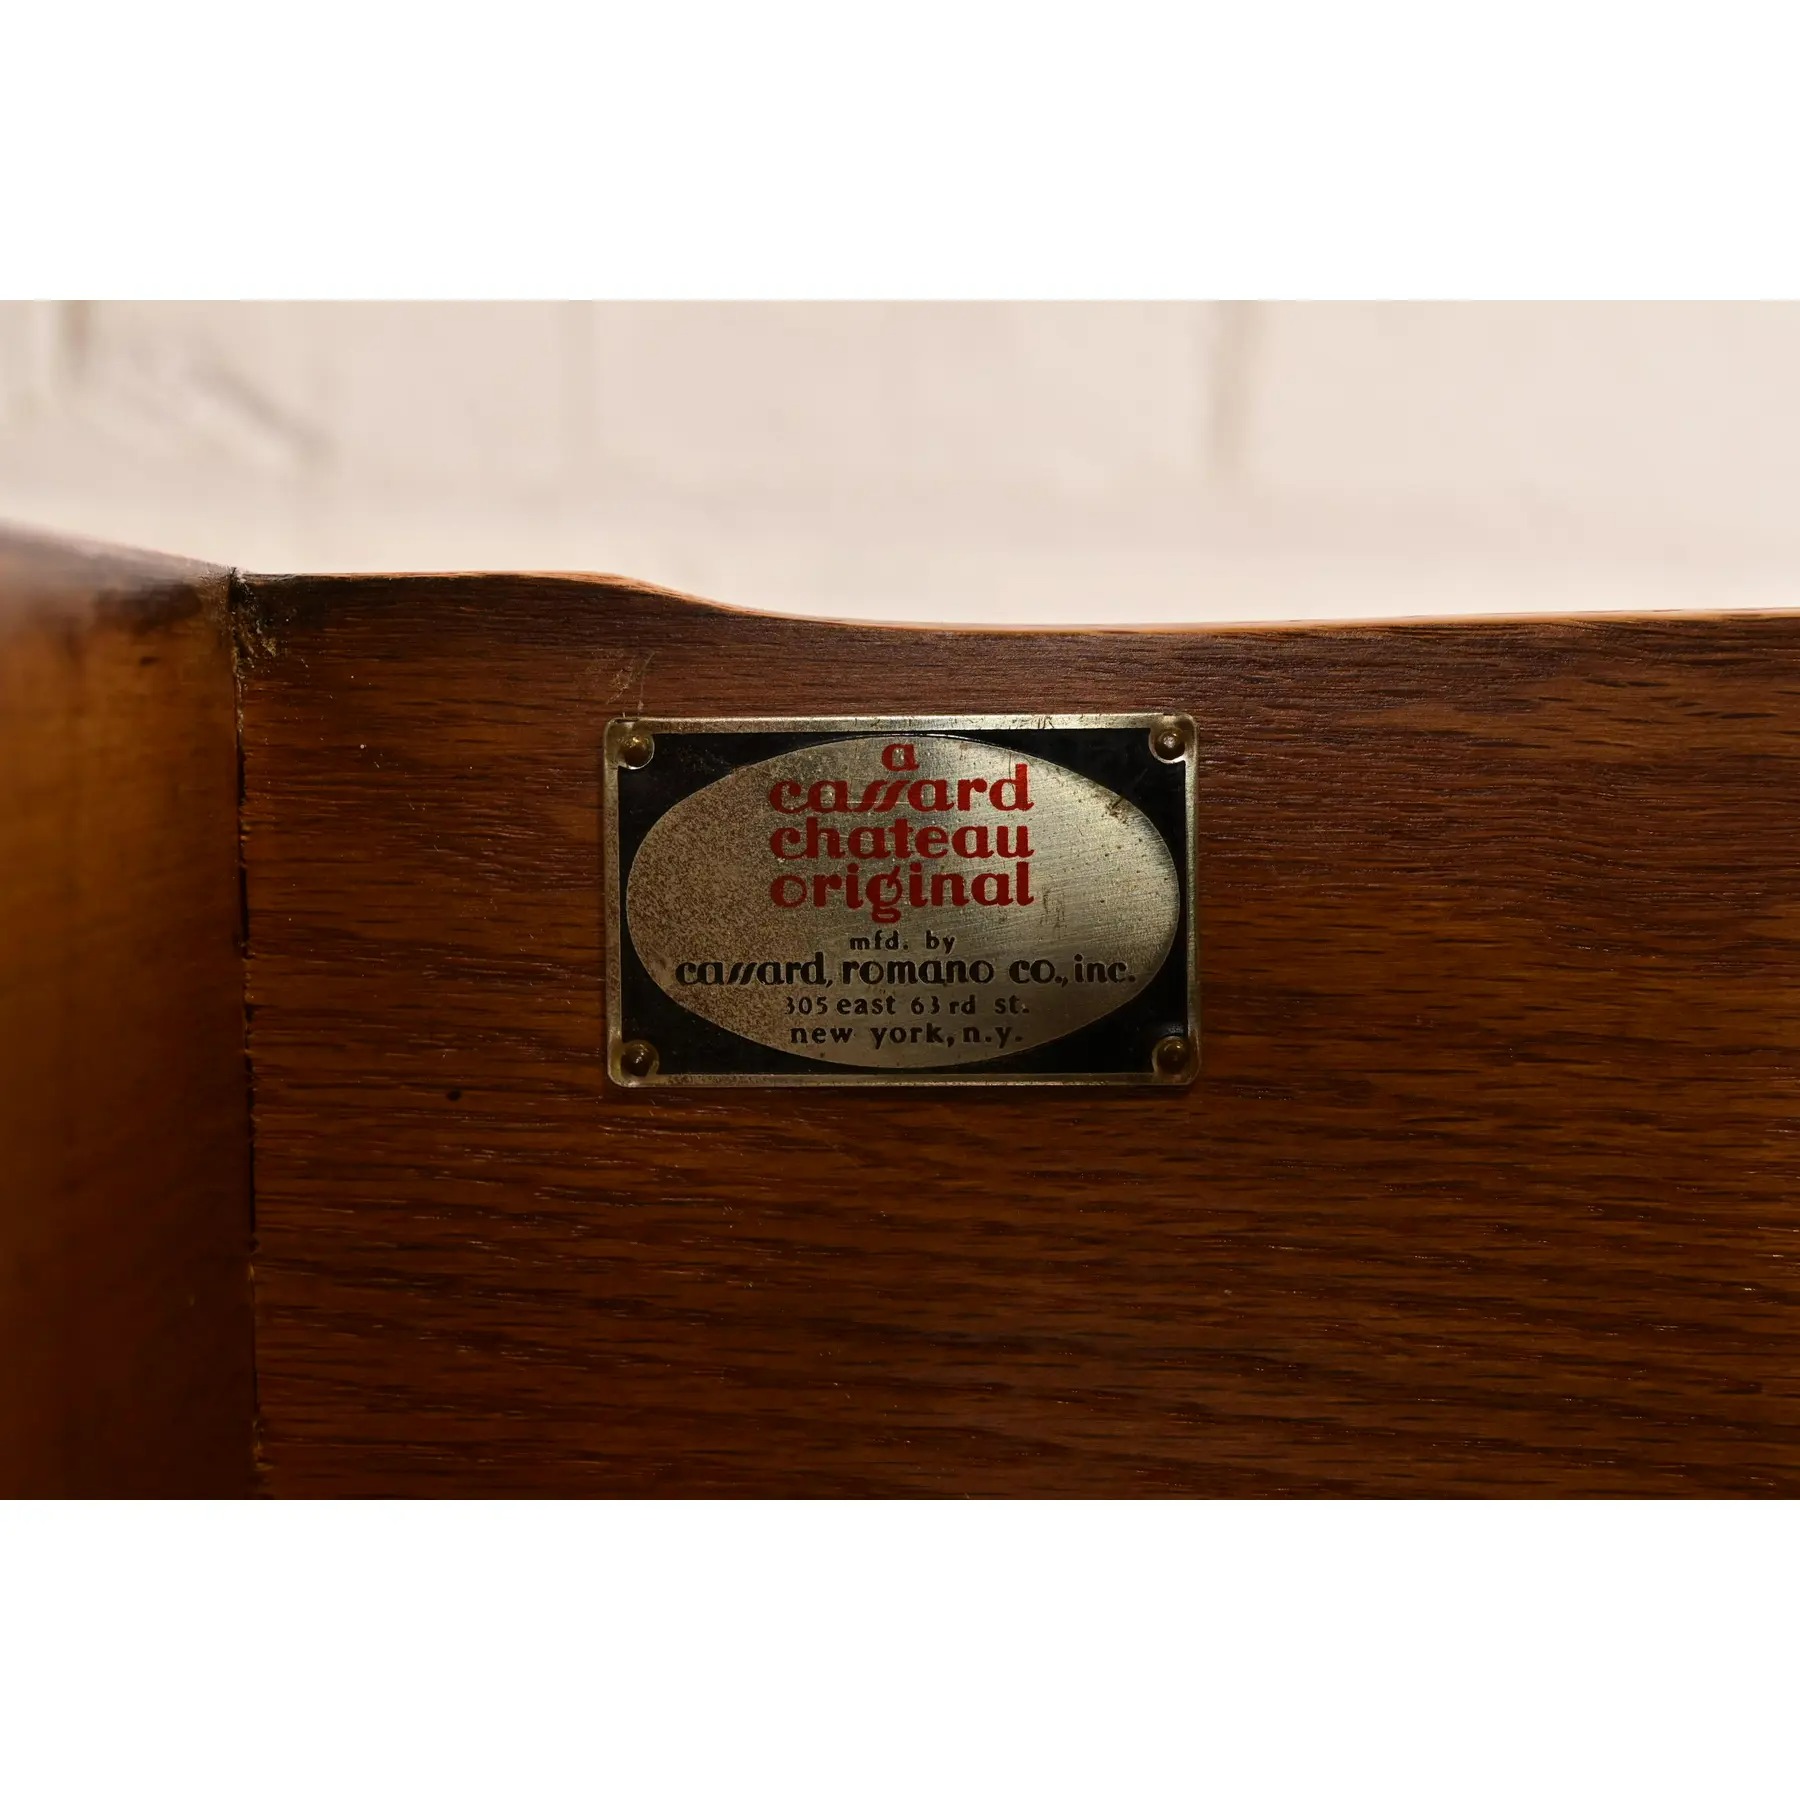 a
cassard
chateau
original
mfd. by
cassard, romano co., inc.
305 east 63rd st.
new york, n.y.